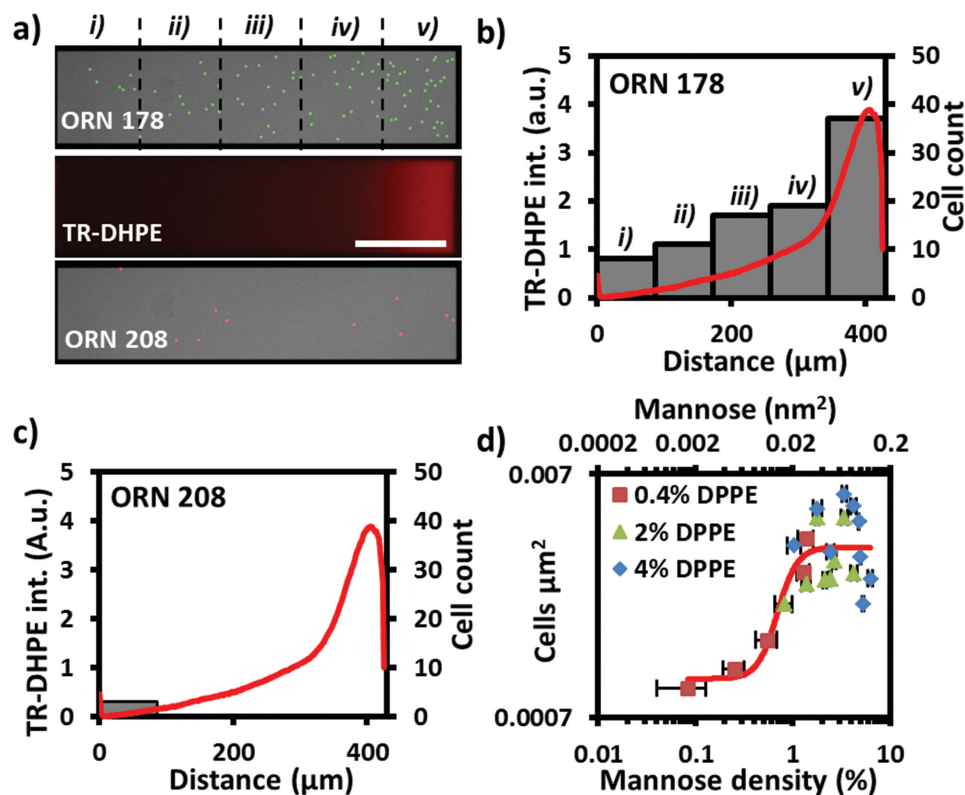 a)
i) ii) iii) iv) v)
ORN 178
TR-DHPE
ORN 208
b)
ORN 178
TR-DHPE int. (a.u.)
5
4
3
2
1
0
i) ii) iii) iv) v)
50
40
30
20
10
0
Cell count
0 200 400
Distance (µm)
c)
ORN 208
TR-DHPE int. (A.u.)
5
4
3
2
1
0
50
40
30
20
10
0
Cell count
0 200 400
Distance (µm)
d)
Mannose (nm²)
0.0002 0.002 0.02 0.2
0.007
0.0007
Cells µm²
0.4% DPPE
2% DPPE
4% DPPE
0.01 0.1 1 10
Mannose density (%)